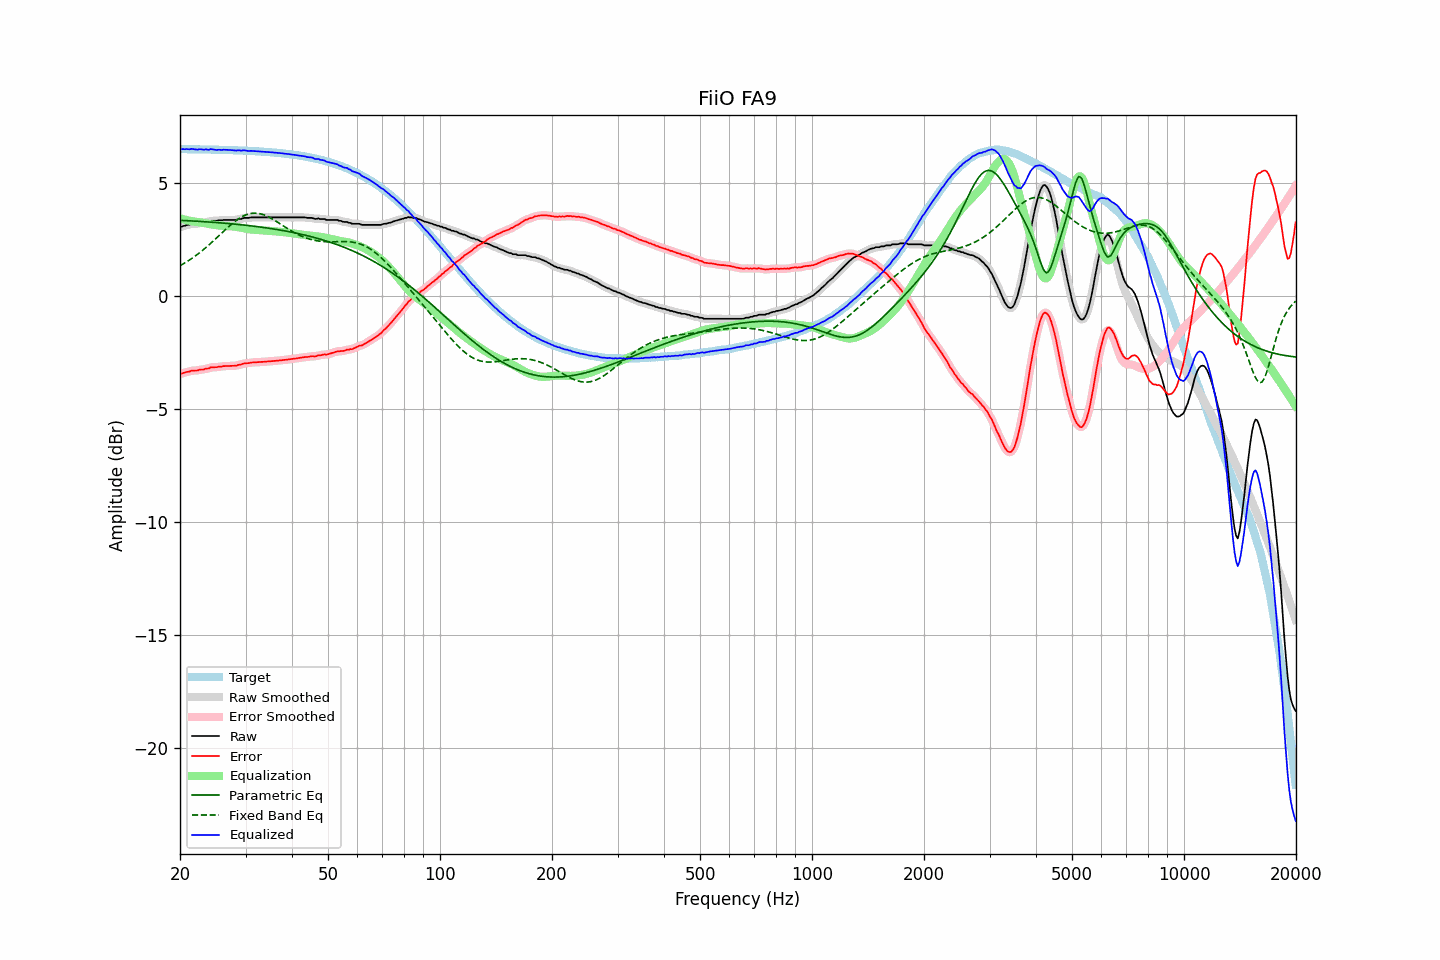 FiiO FA9
Amplitude (dBr)
5
0
−5
−10
−15
−20
Target
Raw Smoothed
Error Smoothed
Raw
Error
Equalization
Parametric Eq
Fixed Band Eq
Equalized
20 50 100 200 500 1000 2000 5000 10000 20000
Frequency (Hz)